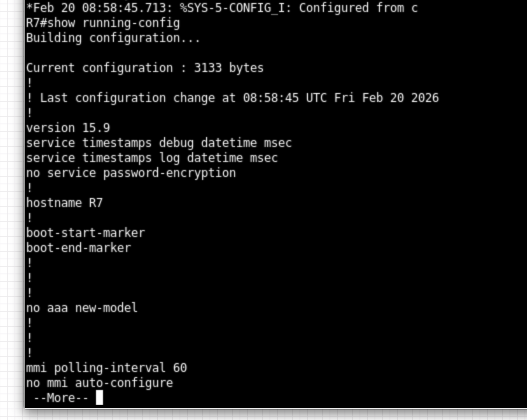 *Feb 20 08:58:45.713: %SYS-5-CONFIG_I: Configured from c
R7#show running-config
Building configuration...
Current configuration : 3133 bytes
!
! Last configuration change at 08:58:45 UTC Fri Feb 20 2026
!
version 15.9
service timestamps debug datetime msec
service timestamps log datetime msec
no service password-encryption
!
hostname R7
!
boot-start-marker
boot-end-marker
!
!
!
no aaa new-model
!
!
!
mmi polling-interval 60
no mmi auto-configure
--More--